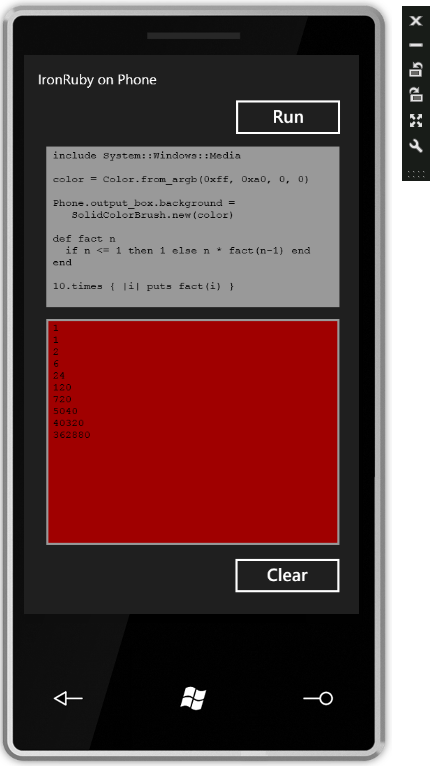 IronRuby on Phone
Run
include System::Windows::Media
color = Color.from_argb(0xff, 0xa0, 0, 0)
Phone.output_box.background =
SolidColorBrush.new(color)
def fact n
if n <= 1 then 1 else n * fact(n-1) end
end
10.times { |i| puts fact(i) }
1
1
2
6
24
120
720
5040
40320
362880
Clear